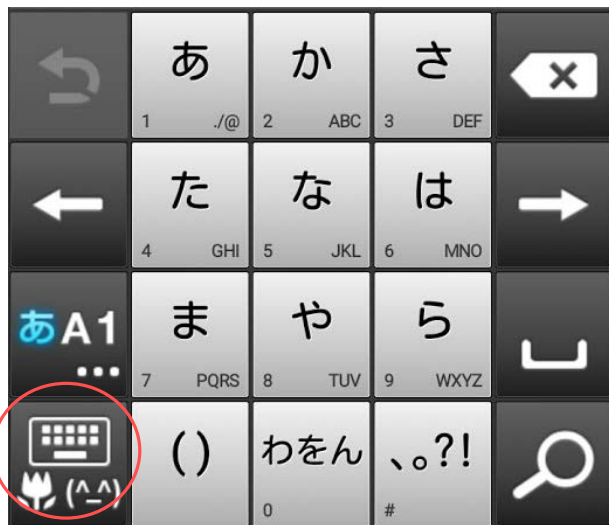 あ か さ
1 ./@ 2 ABC 3 DEF
た な は
4 GHI 5 JKL 6 MNO
あA1 ま や ら
7 PQRS 8 TUV 9 WXYZ
() わをん 、。?!
(^_^) 0 #